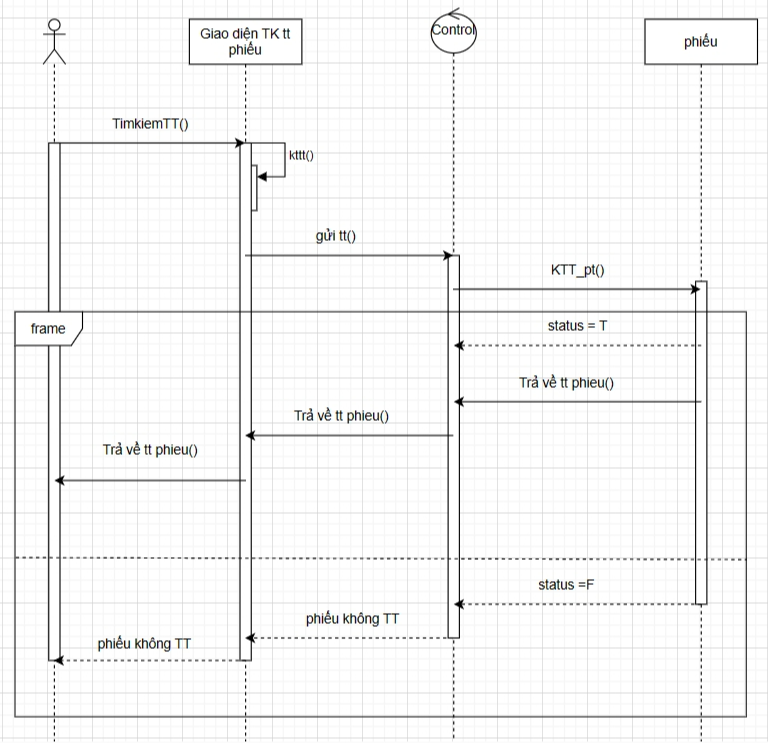 Giao diện TK tt
phiếu
Control
phiếu
TimkiemTT()
kttt()
gửi tt()
KTT_pt()
frame
status = T
Trả về tt phieu()
Trả về tt phieu()
Trả về tt phieu()
status =F
phiếu không TT
phiếu không TT